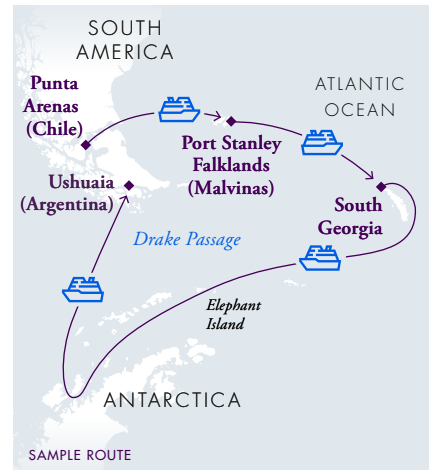 SOUTH
AMERICA
Punta
Arenas
(Chile)
ATLANTIC
OCEAN
Port Stanley
Falklands
(Malvinas)
Ushuaia
(Argentina)
South
Georgia
Drake Passage
Elephant
Island
ANTARCTICA
SAMPLE ROUTE